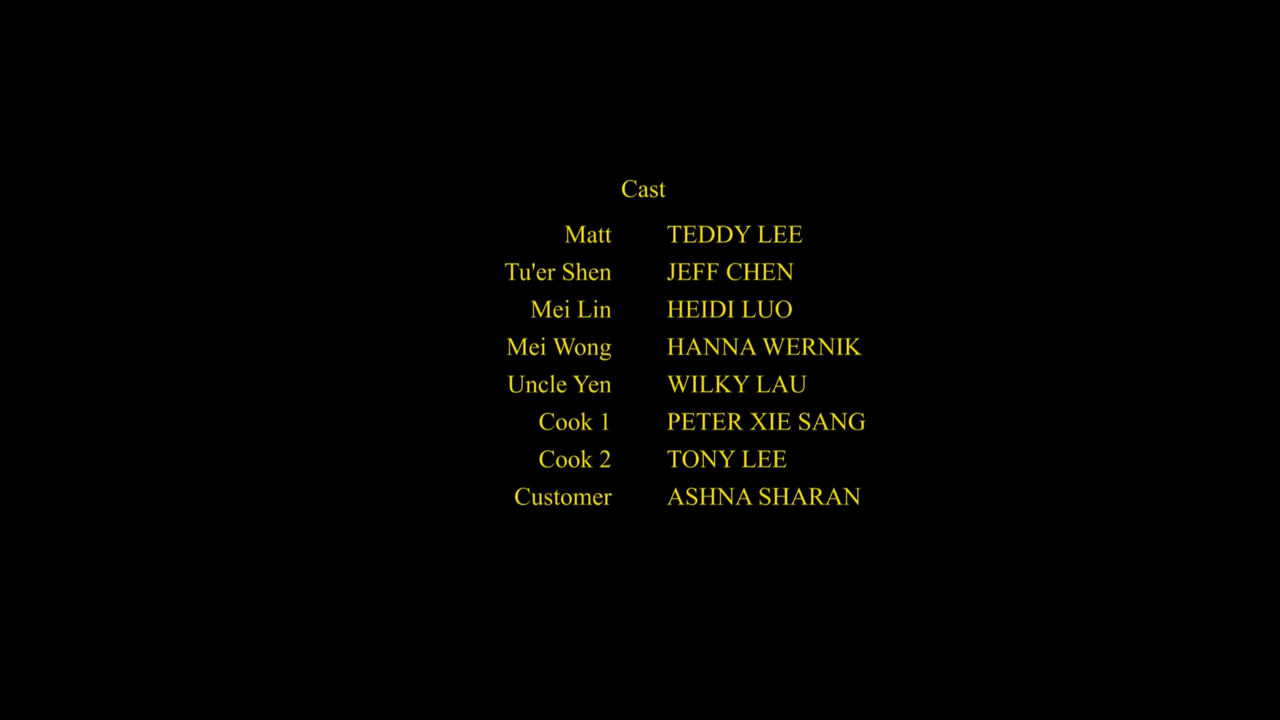 Cast
Matt TEDDY LEE
Tu'er Shen JEFF CHEN
Mei Lin HEIDI LUO
Mei Wong HANNA WERNIK
Uncle Yen WILKY LAU
Cook 1 PETER XIE SANG
Cook 2 TONY LEE
Customer ASHNA SHARAN